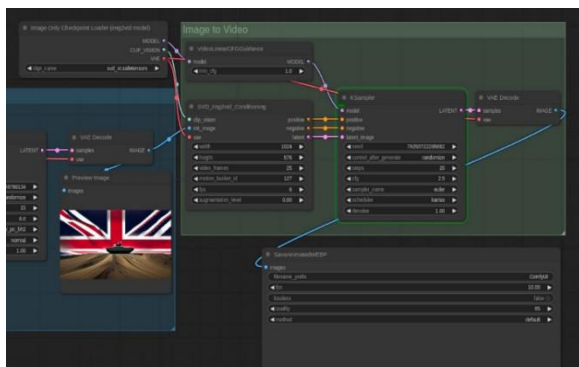 Image Only Checkpoint Loader (img2vid model)
MODEL
CLIP_VISION
VAE
ckpt_name
Image to Video
VideoLinearCFGGuidance
model
MODEL
min_cfg
1.0
SVD_img2vid_Conditioning
clip_vision
positive
init_image
negative
vae
latent
width
1024
height
576
video_frames
25
motion_bucket_id
127
fps
6
augmentation_level
0.00
KSampler
model
LATENT
positive
negative
latent_image
seed
control_after_generate
randomize
steps
20
cfg
2.5
sampler_name
euler
scheduler
karras
denoise
1.00
VAE Decode
samples
IMAGE
vae
LATENT
VAE Decode
samples
IMAGE
vae
Preview Image
images
8.0
normal
1.00
SaveAnimatedWEBP
images
filename_prefix
ComfyUI
fps
10.00
lossless
false
quality
85
method
default